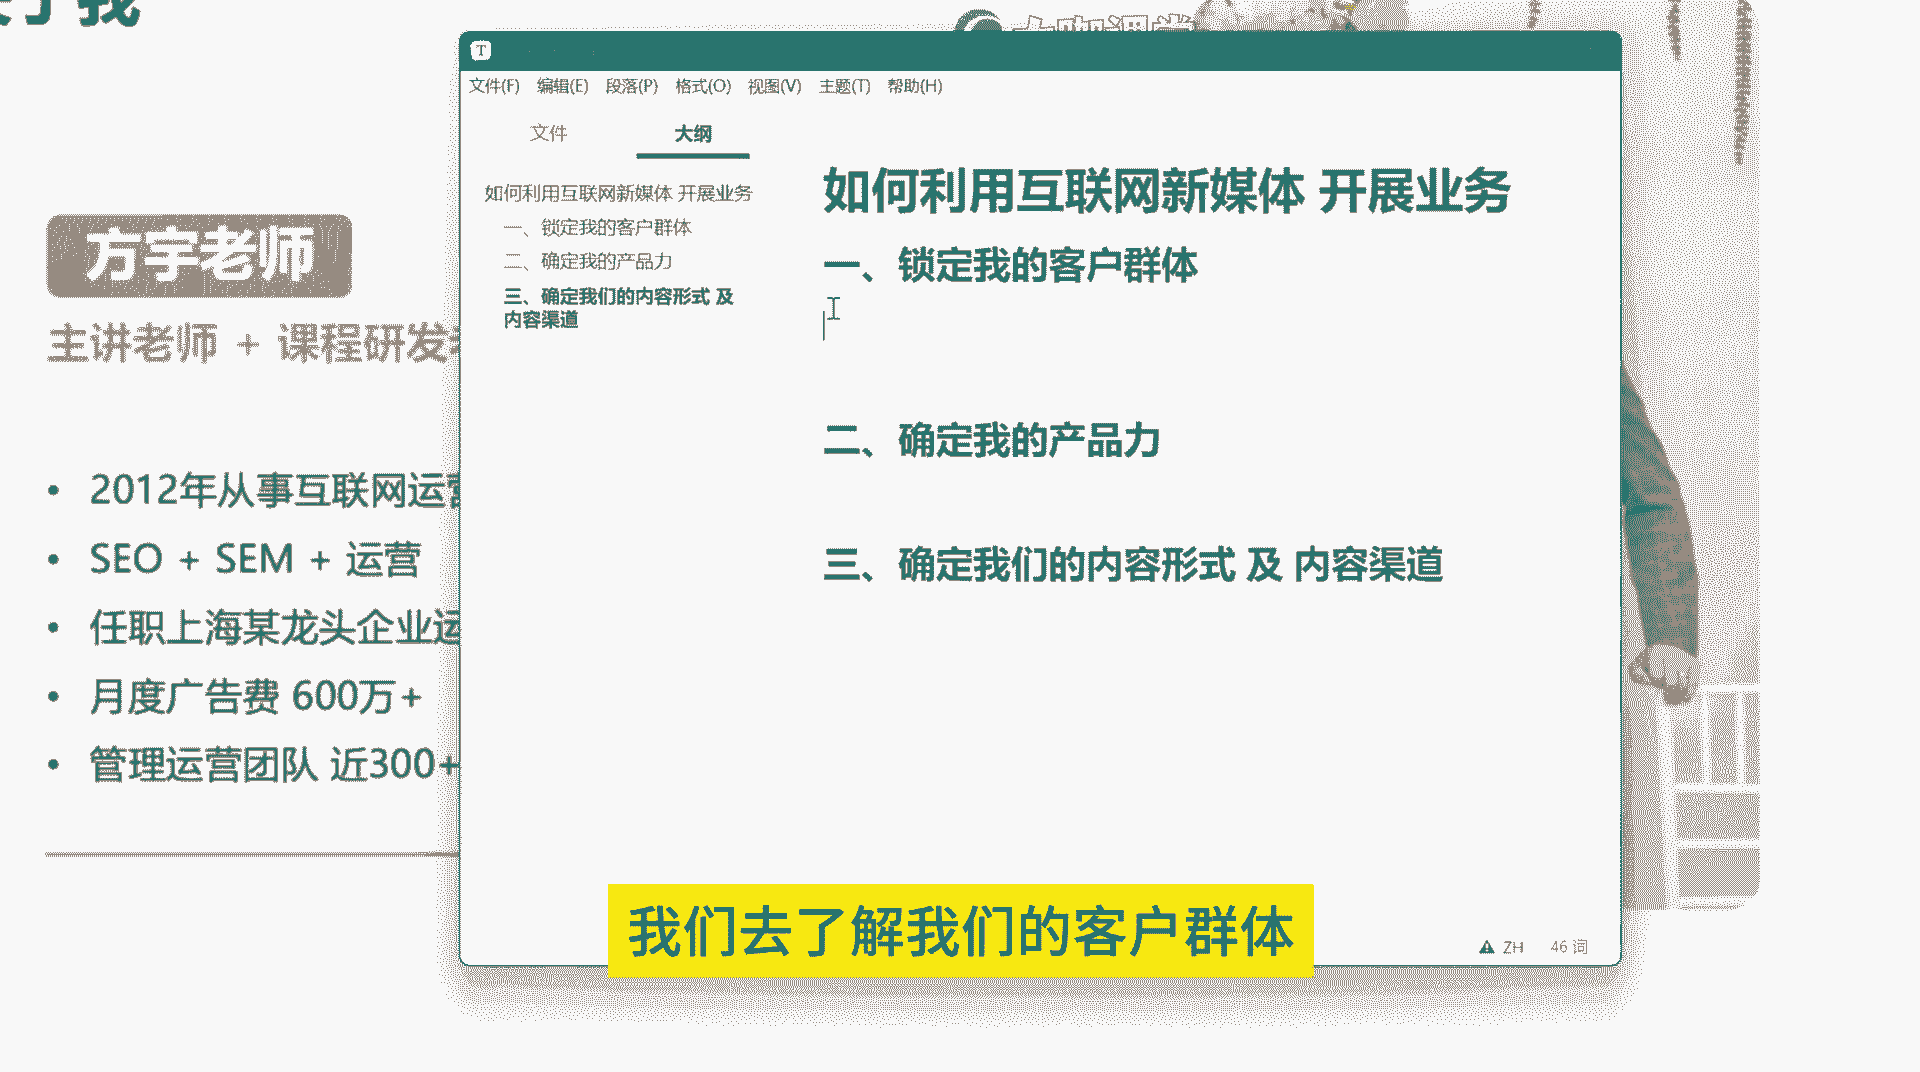 方宇老师
主讲老师 + 课程研发
2012年从事互联网运营
SEO + SEM + 运营
任职上海某龙头企业运
月度广告费 600万+
管理运营团队 近300+
T
文件(F) 编辑(E) 段落(P) 格式(O) 视图(V) 主题(T) 帮助(H)
文件 大纲
如何利用互联网新媒体 开展业务
一、锁定我的客户群体
二、确定我的产品力
三、确定我们的内容形式 及
内容渠道
如何利用互联网新媒体 开展业务
一、锁定我的客户群体
二、确定我的产品力
三、确定我们的内容形式 及 内容渠道
ZH 46 词
我们去了解我们的客户群体